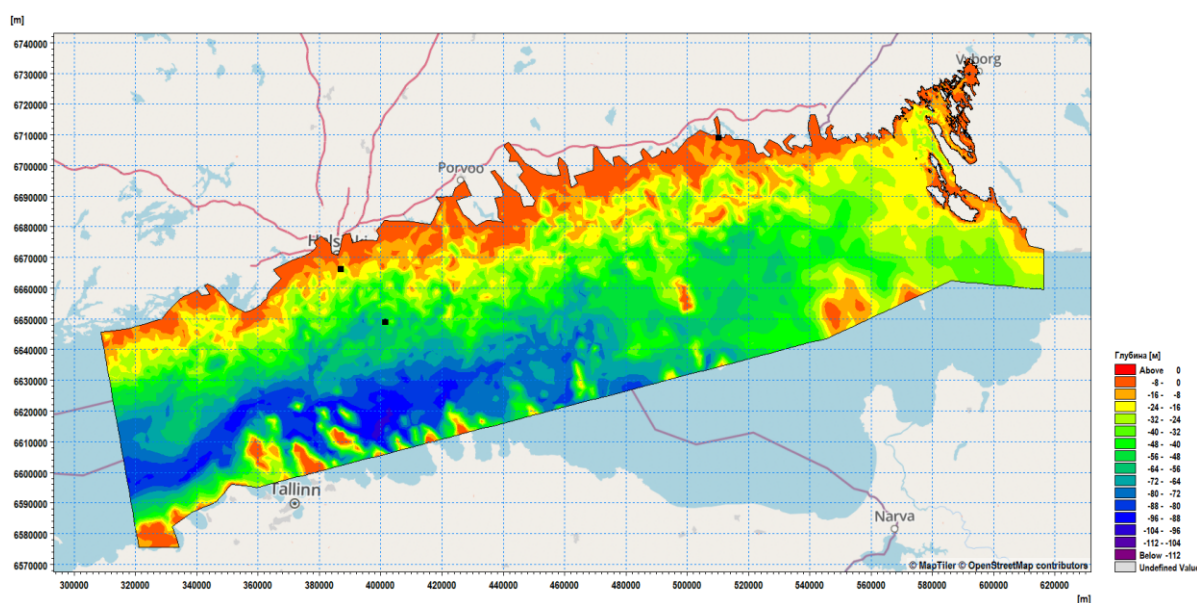 [m]
6740000
6730000
6720000
6710000
6700000
6690000
6680000
6670000
6660000
6650000
6640000
6630000
6620000
6610000
6600000
6590000
6580000
6570000
Vyborg
Porvoo
Tallinn
Narva
© MapTiler © OpenStreetMap contributors
300000 320000 340000 360000 380000 400000 420000 440000 460000 480000 500000 520000 540000 560000 580000 600000 620000
[m]
Глубина [m]
Above 0
-8 - 0
-16 - -8
-24 - -16
-32 - -24
-40 - -32
-48 - -40
-56 - -48
-64 - -56
-72 - -64
-80 - -72
-88 - -80
-96 - -88
-104 - -96
-112 - -104
Below -112
Undefined Value